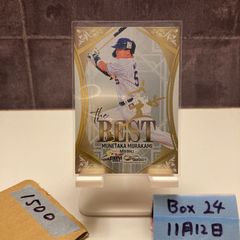 the
BEST
MUNETAKA MURAKAMI
1500
Box 24
11月12日